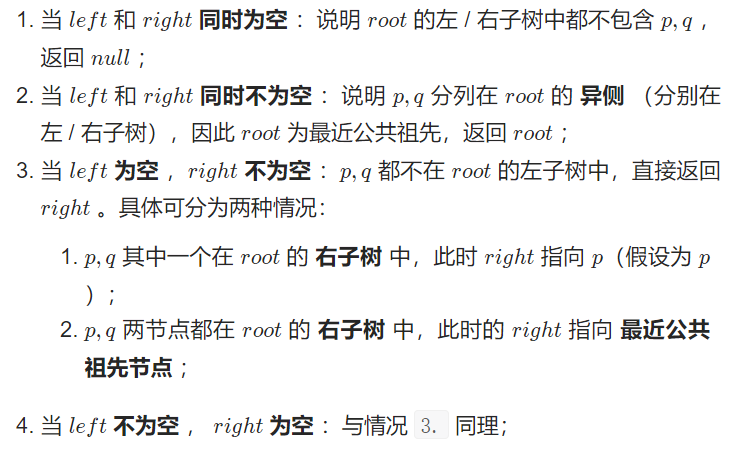 1. 当 left 和 right 同时为空 ：说明 root 的左 / 右子树中都不包含 p, q ，
返回 null ；
2. 当 left 和 right 同时不为空 ：说明 p, q 分列在 root 的 异侧 （分别在
左 / 右子树），因此 root 为最近公共祖先，返回 root ；
3. 当 left 为空 ，right 不为空 ：p, q 都不在 root 的左子树中，直接返回
right 。具体可分为两种情况：
1. p, q 其中一个在 root 的 右子树 中，此时 right 指向 p（假设为 p
）；
2. p, q 两节点都在 root 的 右子树 中，此时的 right 指向 最近公共
祖先节点 ；
4. 当 left 不为空 ， right 为空 ：与情况 3. 同理；